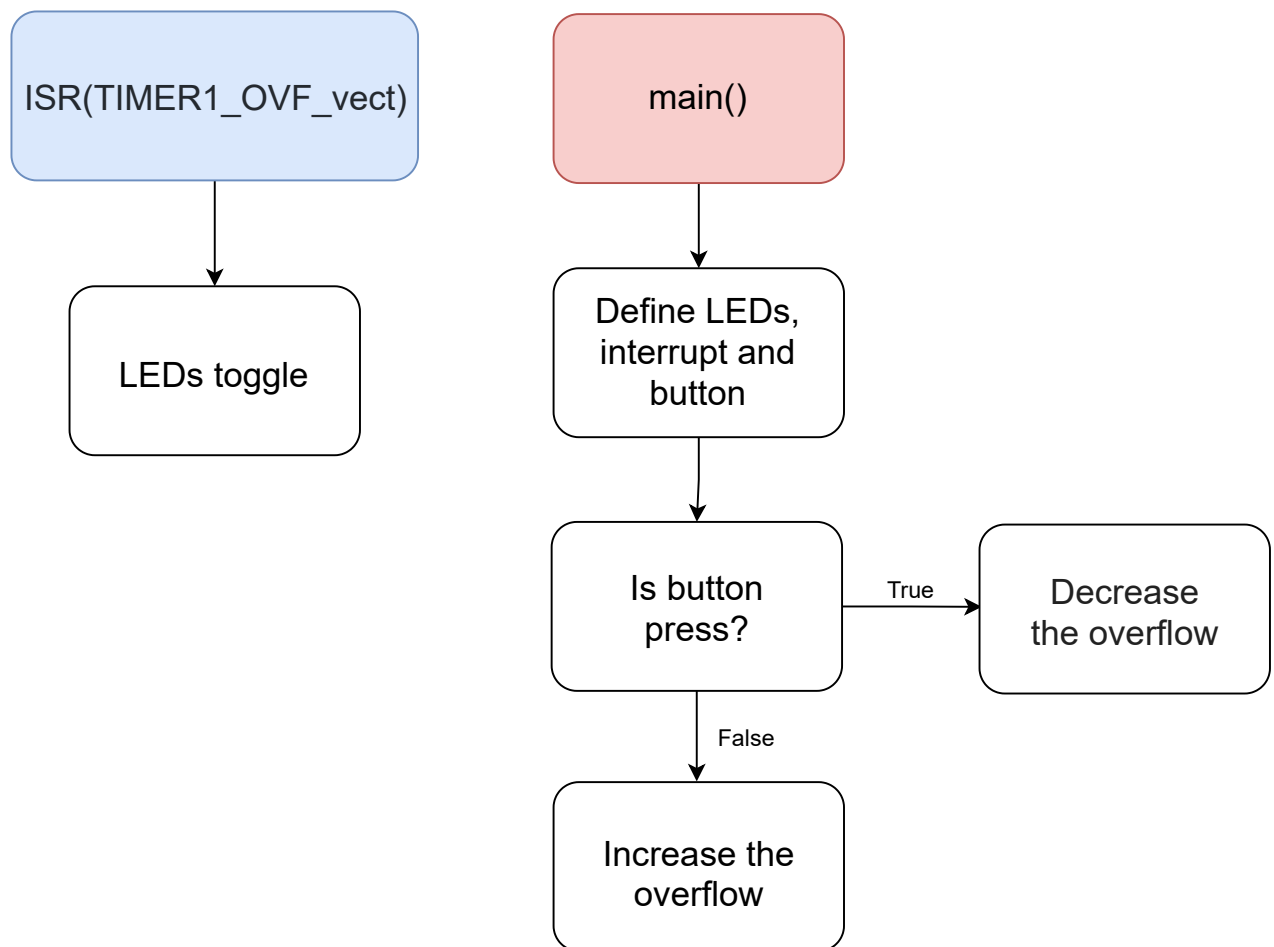 ISR(TIMER1_OVF_vect)
main()
LEDs toggle
Define LEDs,
interrupt and
button
Is button
press?
True
Decrease
the overflow
False
Increase the
overflow